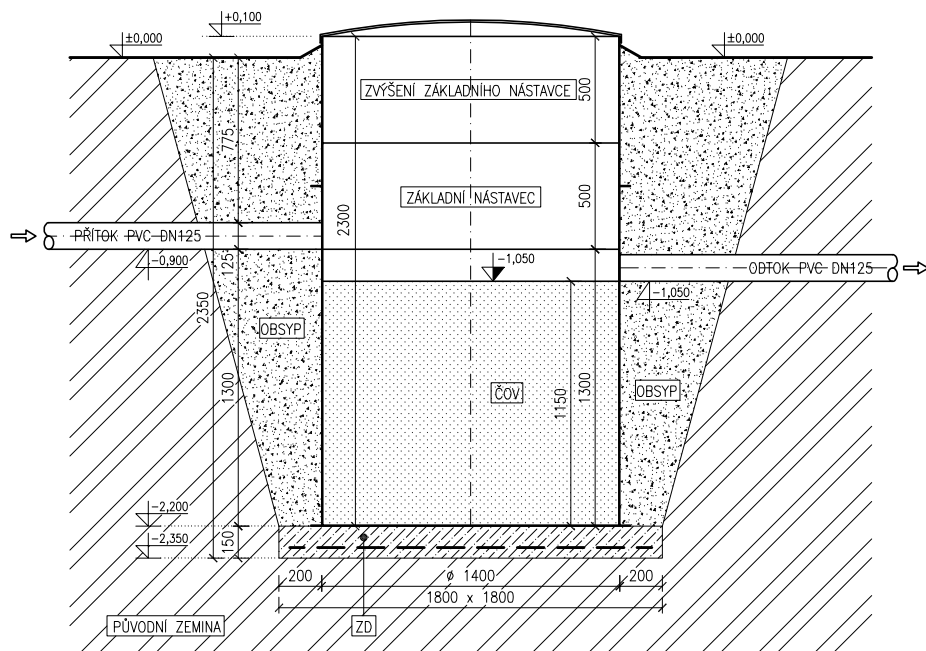 +0,100
±0,000
±0,000
ZVÝŠENÍ ZÁKLADNÍHO NÁSTAVCE
500
775
ZÁKLADNÍ NÁSTAVEC
500
2300
PŘÍTOK PVC DN125
-0,900
125
-1,050
ODTOK PVC DN125
-1,050
2350
OBSYP
1300
ČOV
1150
1300
OBSYP
-2,200
-2,350
150
200
ϕ 1400
200
1800 x 1800
PŮVODNÍ ZEMINA
ZD